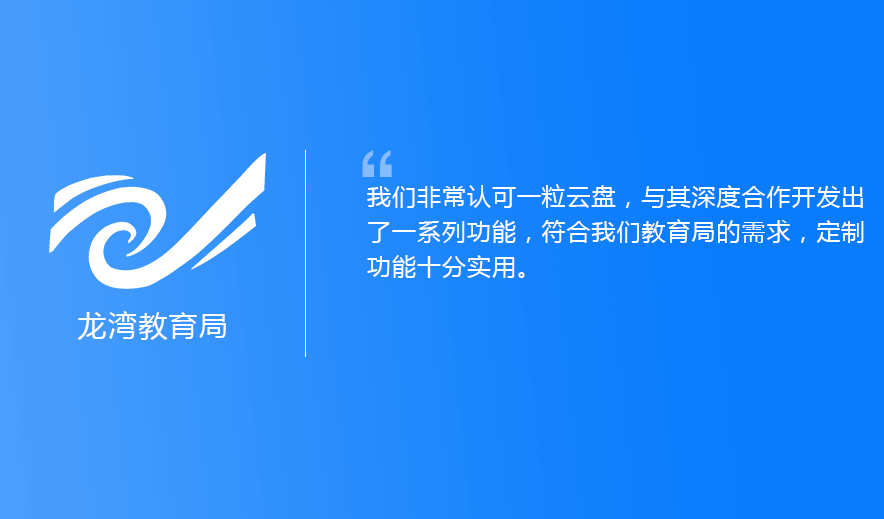 龙湾教育局
“
我们非常认可一粒云盘，与其深度合作开发出
了一系列功能，符合我们教育局的需求，定制
功能十分实用。